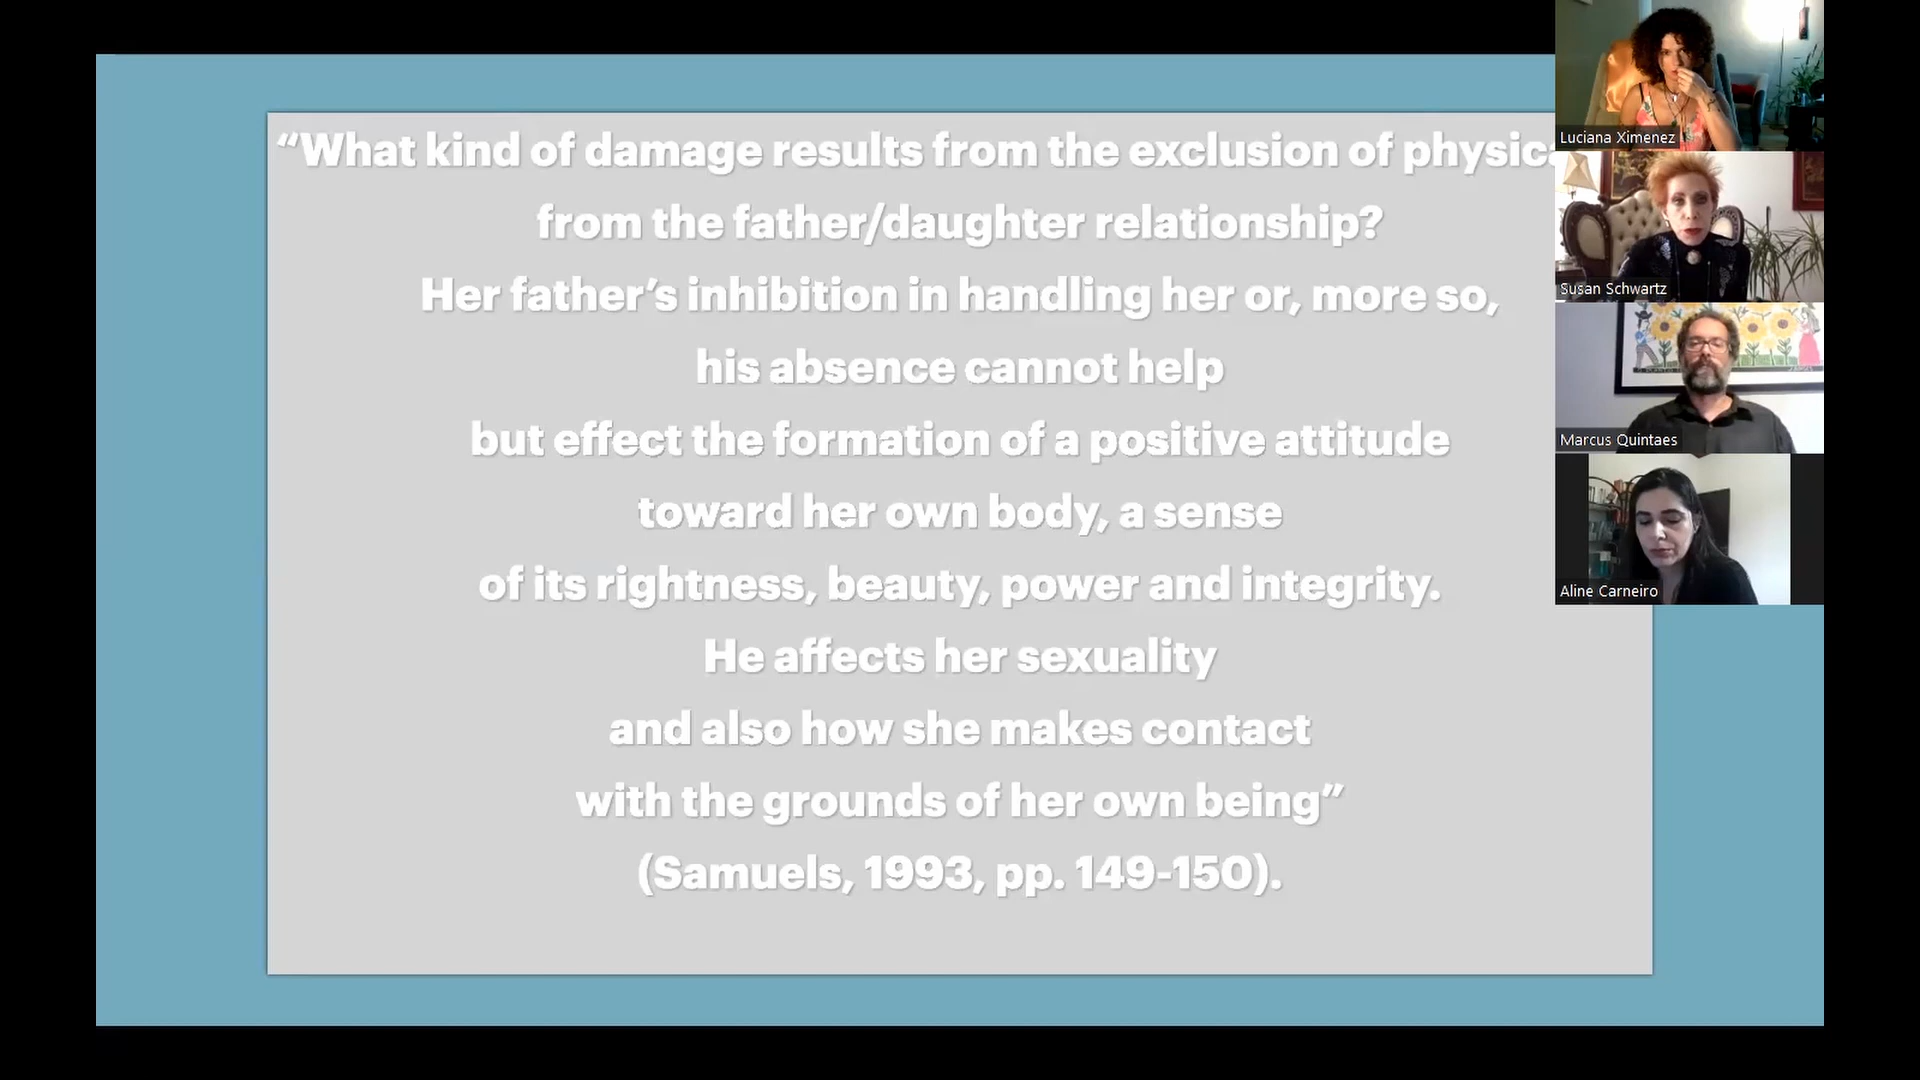 “What kind of damage results from the exclusion of
from the father/daughter relationship?
Her father’s inhibition in handling her or, more so,
his absence cannot help
but effect the formation of a positive attitude
toward her own body, a sense
of its rightness, beauty, power and integrity.
He affects her sexuality
and also how she makes contact
with the grounds of her own being”
(Samuels, 1993, pp. 149-150).
Luciana Ximenez
Susan Schwartz
Marcus Quintaes
Aline Carneiro